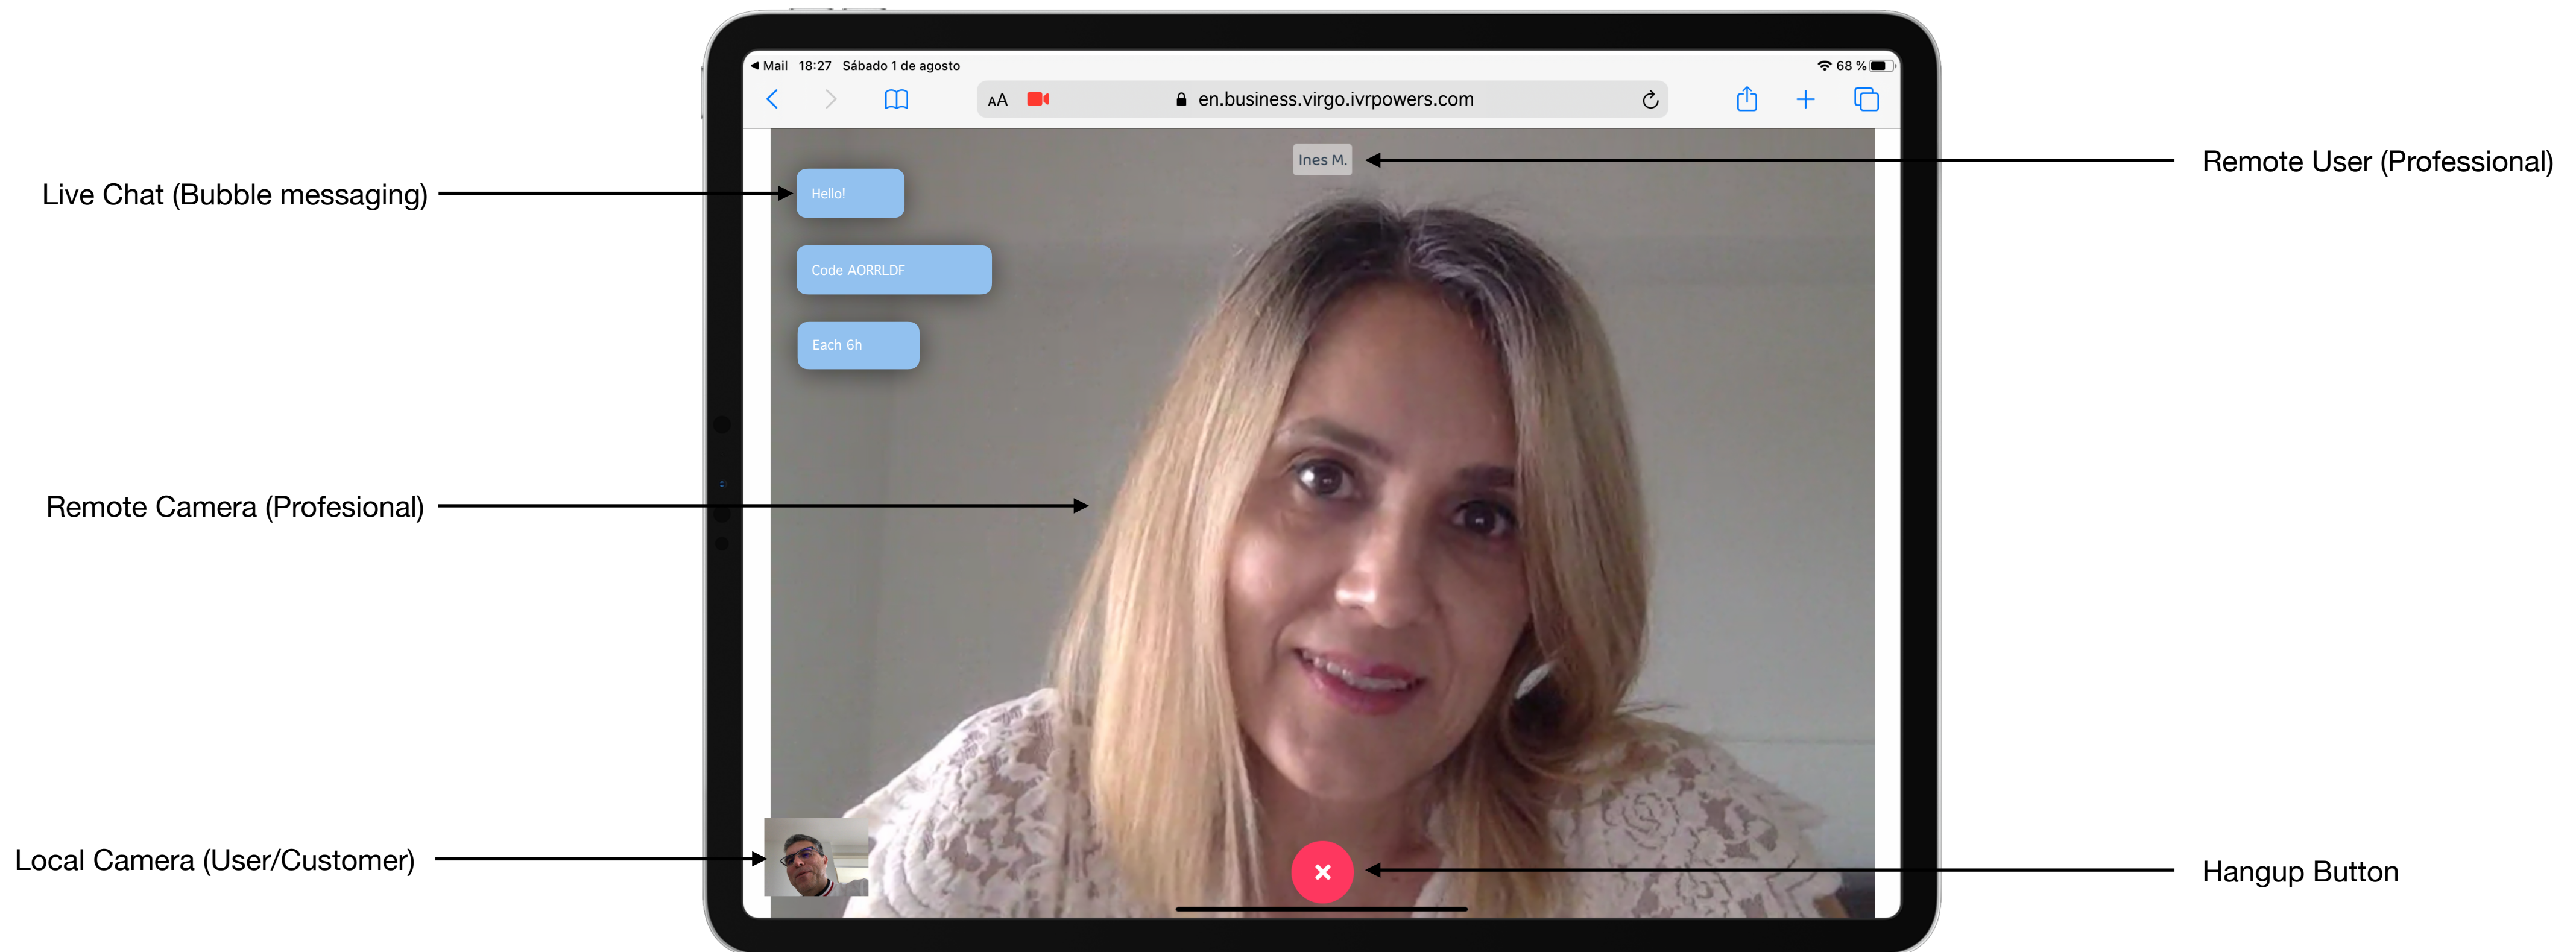 Mail 18:27 Sábado 1 de agosto 68 %
AA en.business.virgo.ivrpowers.com
Ines M.
Remote User (Professional)
Live Chat (Bubble messaging)
Hello!
Code AORRLDF
Each 6h
Remote Camera (Profesional)
Local Camera (User/Customer)
Hangup Button